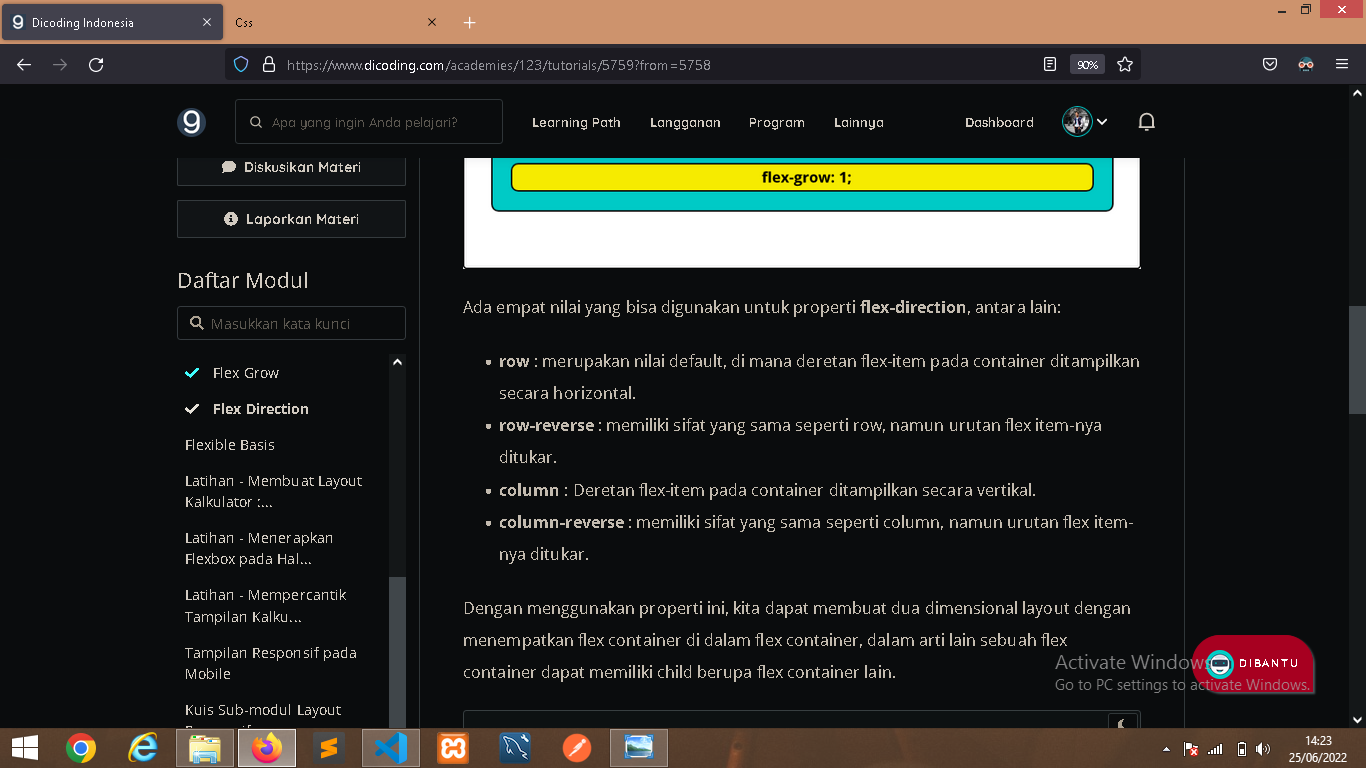 Dicoding Indonesia
Css
https://www.dicoding.com/academies/123/tutorials/5759?from=5758
90%
Apa yang ingin Anda pelajari?
Learning Path
Langganan
Program
Lainnya
Dashboard
Diskusikan Materi
Laporkan Materi
Daftar Modul
Masukkan kata kunci
Flex Grow
Flex Direction
Flexible Basis
Latihan - Membuat Layout
Kalkulator :...
Latihan - Menerapkan
Flexbox pada Hal...
Latihan - Mempercantik
Tampilan Kalku...
Tampilan Responsif pada
Mobile
Kuis Sub-modul Layout
flex-grow: 1;
Ada empat nilai yang bisa digunakan untuk properti flex-direction, antara lain:
• row : merupakan nilai default, di mana deretan flex-item pada container ditampilkan
secara horizontal.
• row-reverse : memiliki sifat yang sama seperti row, namun urutan flex item-nya
ditukar.
• column : Deretan flex-item pada container ditampilkan secara vertikal.
• column-reverse : memiliki sifat yang sama seperti column, namun urutan flex item-
nya ditukar.
Dengan menggunakan properti ini, kita dapat membuat dua dimensional layout dengan
menempatkan flex container di dalam flex container, dalam arti lain sebuah flex
container dapat memiliki child berupa flex container lain.
Activate Windows
Go to PC settings to activate Windows.
DIBANTU
14:23
25/06/2022